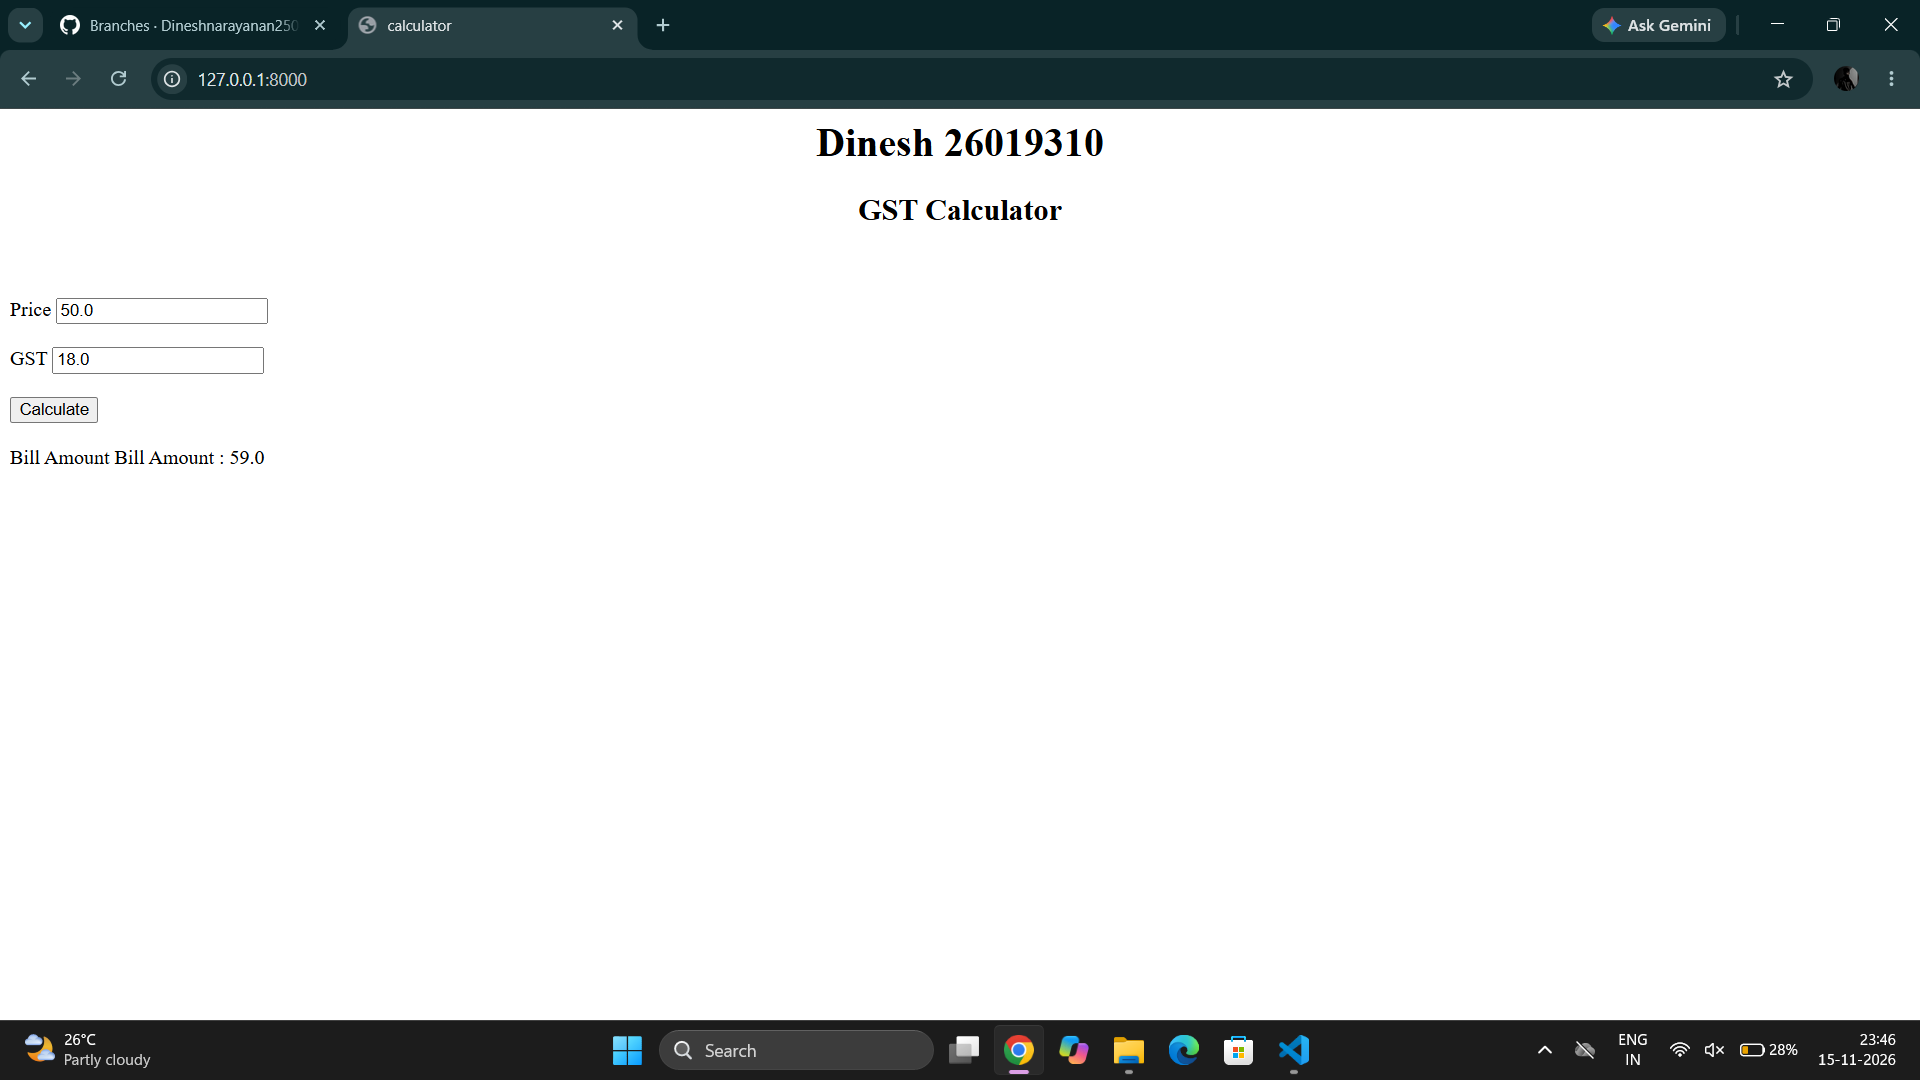 Branches · Dineshnarayanan250
calculator
Ask Gemini
127.0.0.1:8000
Dinesh 26019310
GST Calculator
Price 50.0
GST 18.0
Calculate
Bill Amount Bill Amount : 59.0
26°C
Partly cloudy
Search
ENG
IN
28%
23:46
15-11-2026